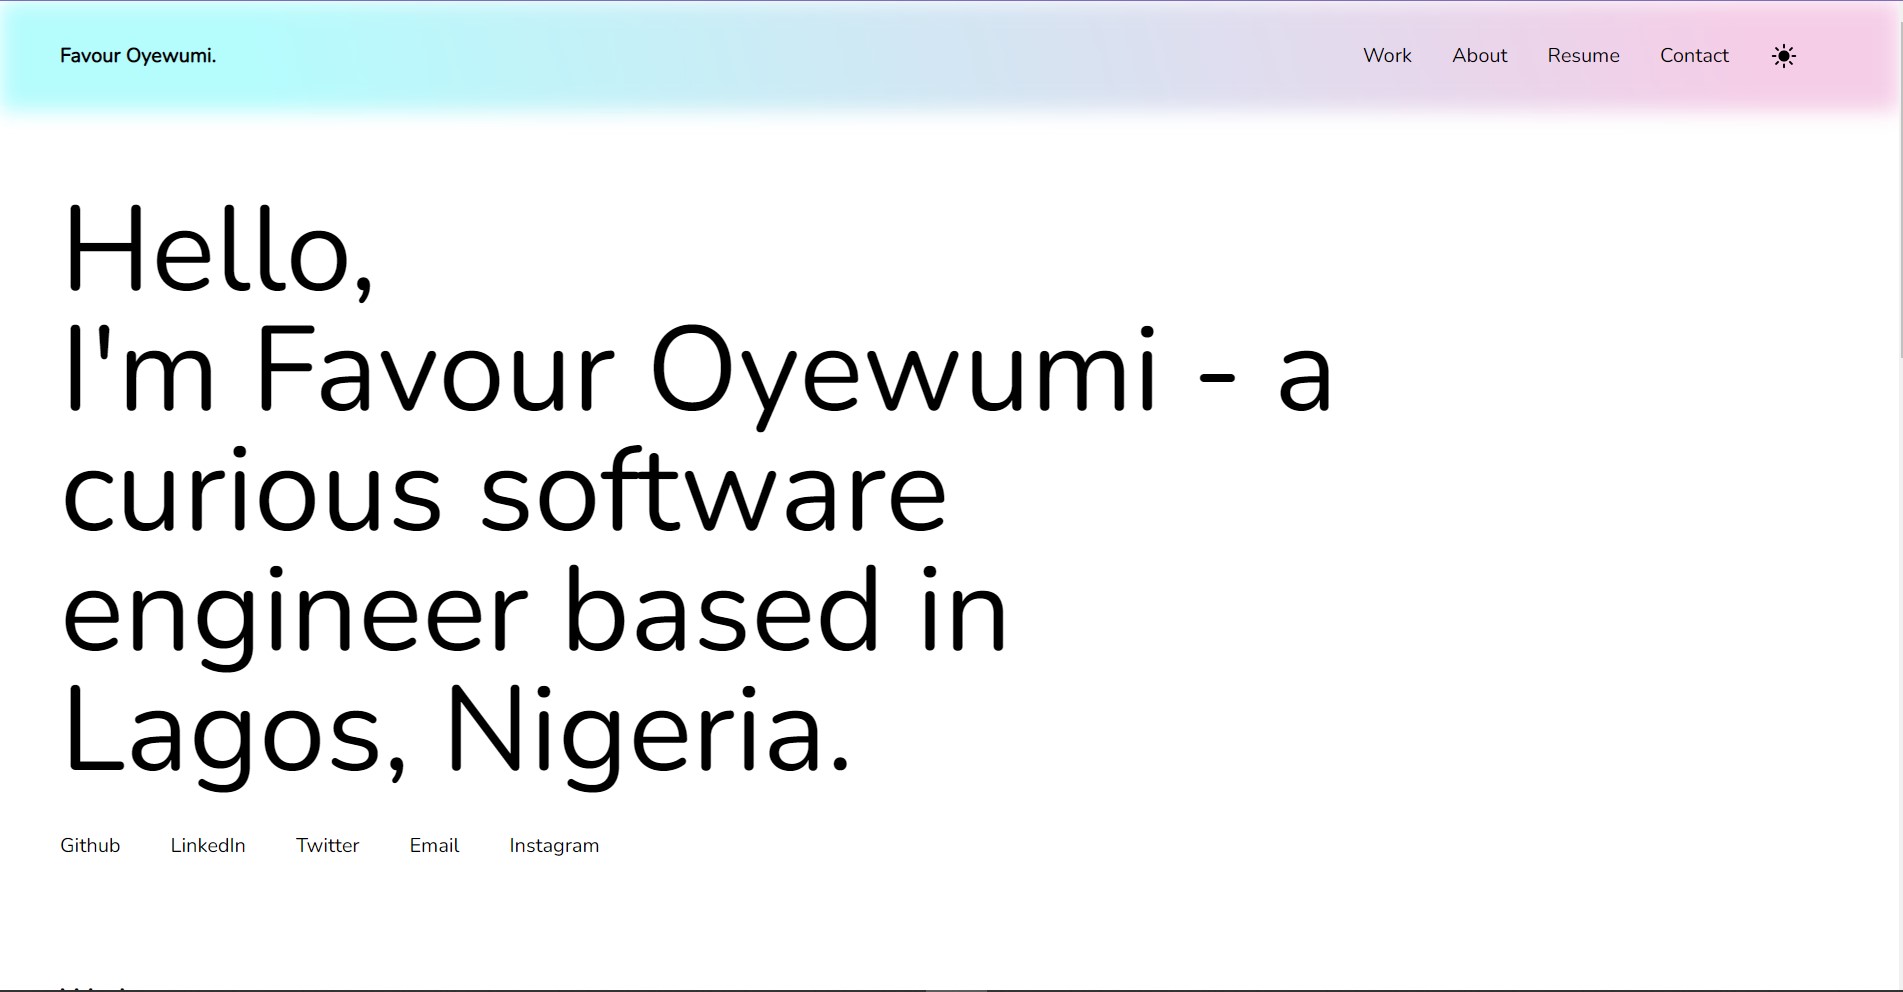 Favour Oyewumi.
Work About Resume Contact
Hello,
I'm Favour Oyewumi - a
curious software
engineer based in
Lagos, Nigeria.
Github LinkedIn Twitter Email Instagram